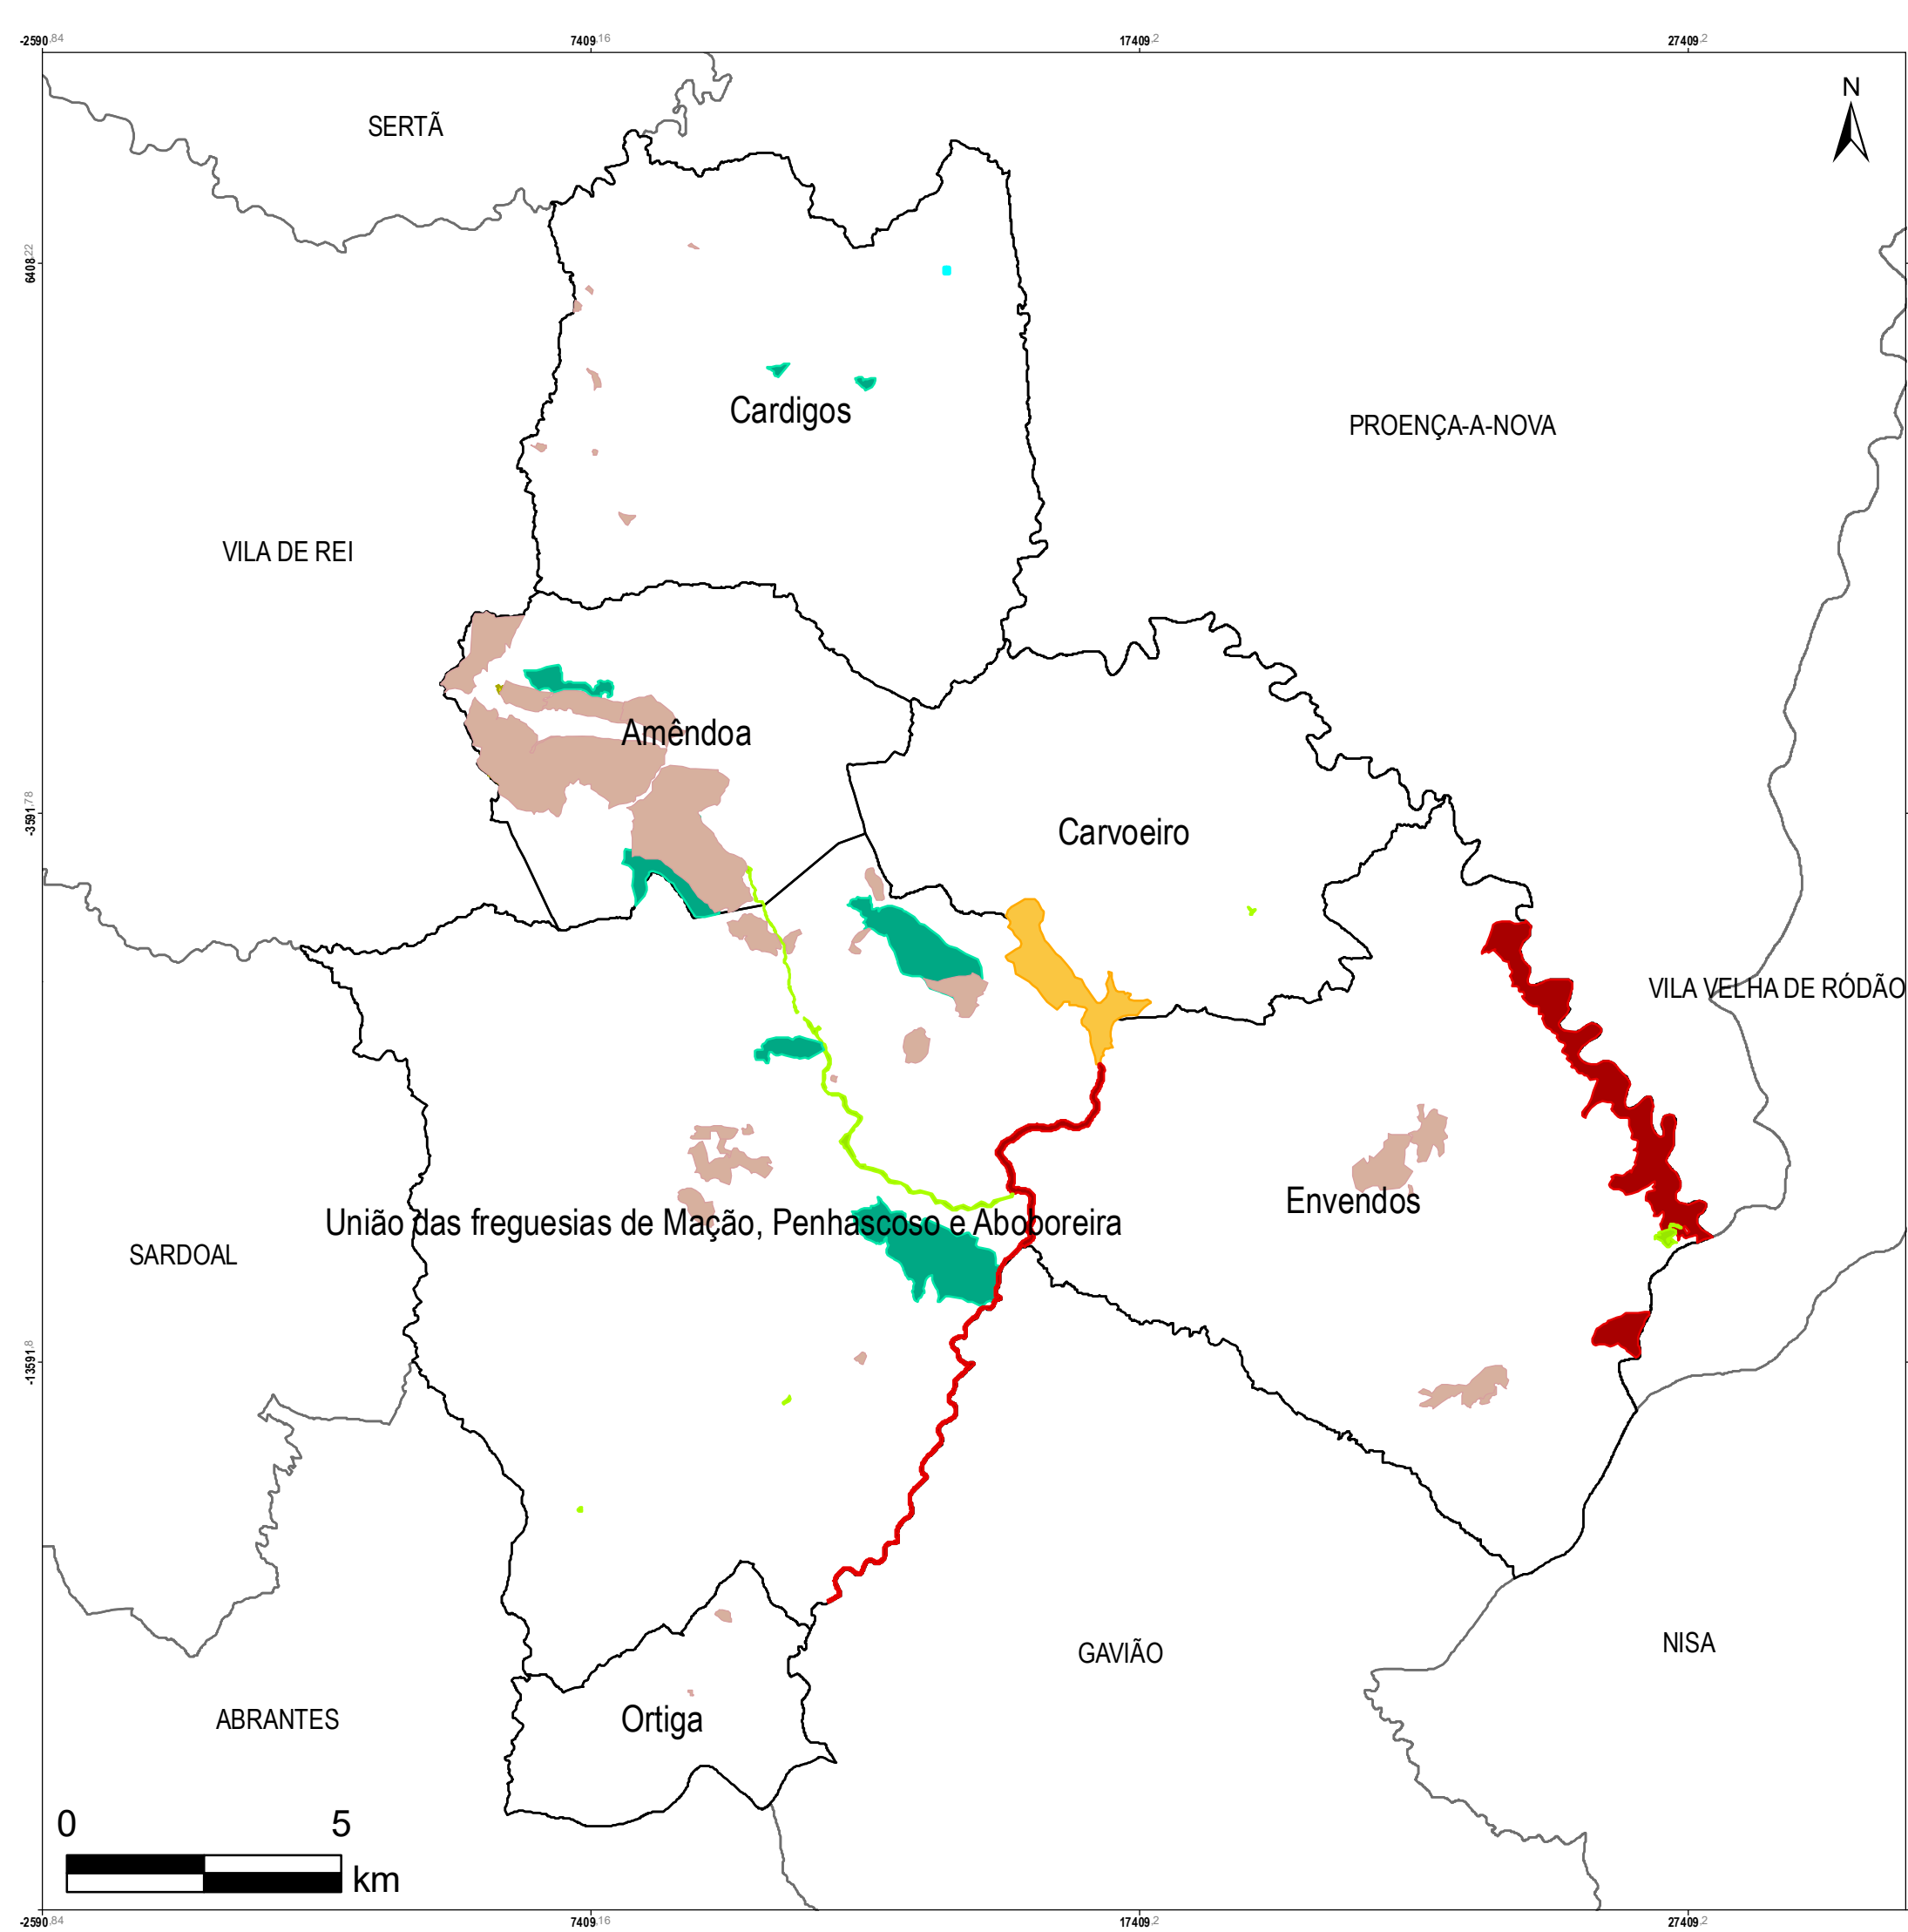 -2590,84 7409,16 17409,2 27409,2
N
SERTÃ
6408,22
Cardigos
PROENÇA-A-NOVA
VILA DE REI
Amêndoa
-3591,78
Carvoeiro
VILA VELHA DE RÓDÃO
Envendos
União das freguesias de Mação, Penhascoso e Aboboreira
SARDOAL
-13591,8
NISA
GAVIÃO
ABRANTES
Ortiga
0 5
km
-2590,84 7409,16 17409,2 27409,2